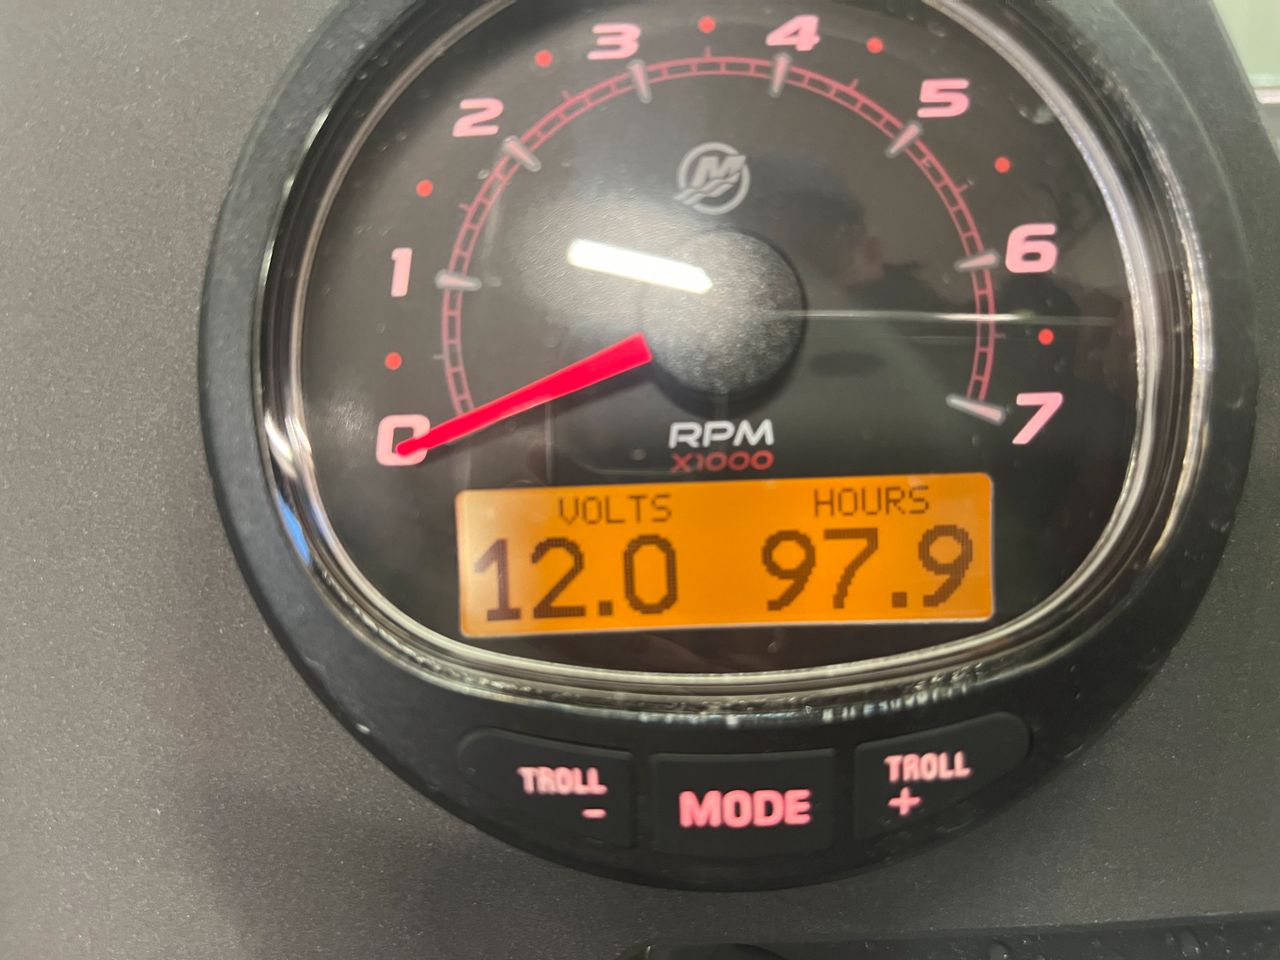 0 1 2 3 4 5 6 7
RPM
X1000
VOLTS HOURS
12.0 97.9
TROLL
-
MODE
TROLL
+